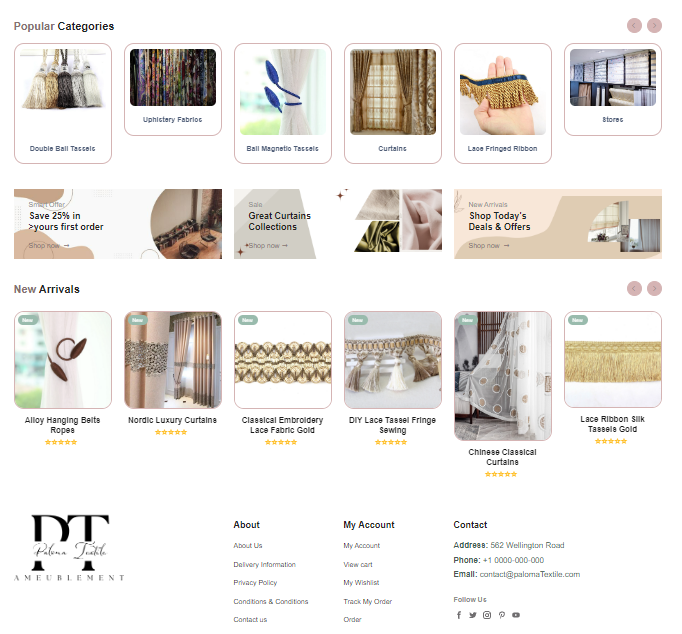 Popular Categories
Double Ball Tassels
Uphlstery Fabrics
Ball Magnetic Tassels
Curtains
Lace Fringed Ribbon
Stores
Smart Offer
Save 25% in
>yours first order
Shop now →
Sale
Great Curtains
Collections
Shop now →
New Arrivals
Shop Today's
Deals & Offers
Shop now →
New Arrivals
New
New
New
New
New
New
Alloy Hanging Belts
Ropes
Nordic Luxury Curtains
Classical Embroidery
Lace Fabric Gold
DIY Lace Tassel Fringe
Sewing
Chinese Classical
Curtains
Lace Ribbon Silk
Tassels Gold
PT
Paloma Textile
AMEUBLEMENT
About
About Us
Delivery Information
Privacy Policy
Conditions & Conditions
Contact us
My Account
My Account
View cart
My Wishlist
Track My Order
Order
Contact
Address: 562 Wellington Road
Phone: +1 0000-000-000
Email: contact@palomaTextile.com
Follow Us